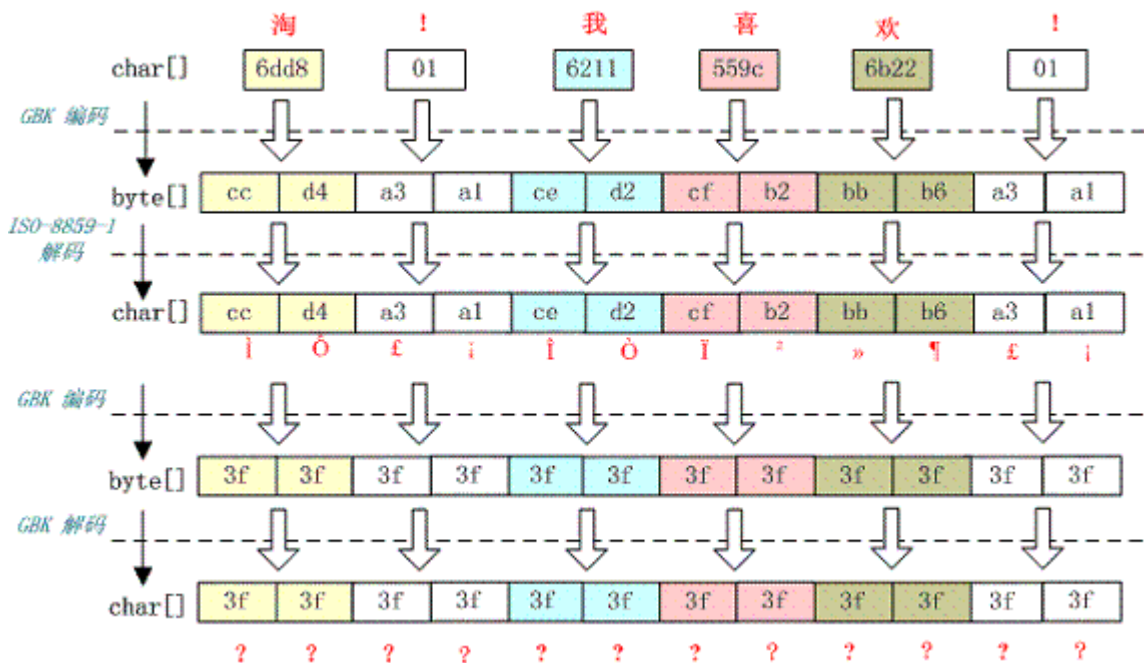 淘 ! 我 喜 欢 !
char[] 6dd8 01 6211 559c 6b22 01
GBK 编码
byte[] cc d4 a3 a1 ce d2 cf b2 bb b6 a3 a1
ISO-8859-1
解码
char[] cc d4 a3 a1 ce d2 cf b2 bb b6 a3 a1
Ì Ô £ ¡ Î Ò Ï ² » ¶ £ ¡
GBK 编码
byte[] 3f 3f 3f 3f 3f 3f 3f 3f 3f 3f 3f 3f
GBK 解码
char[] 3f 3f 3f 3f 3f 3f 3f 3f 3f 3f 3f 3f
? ? ? ? ? ? ? ? ? ? ? ?